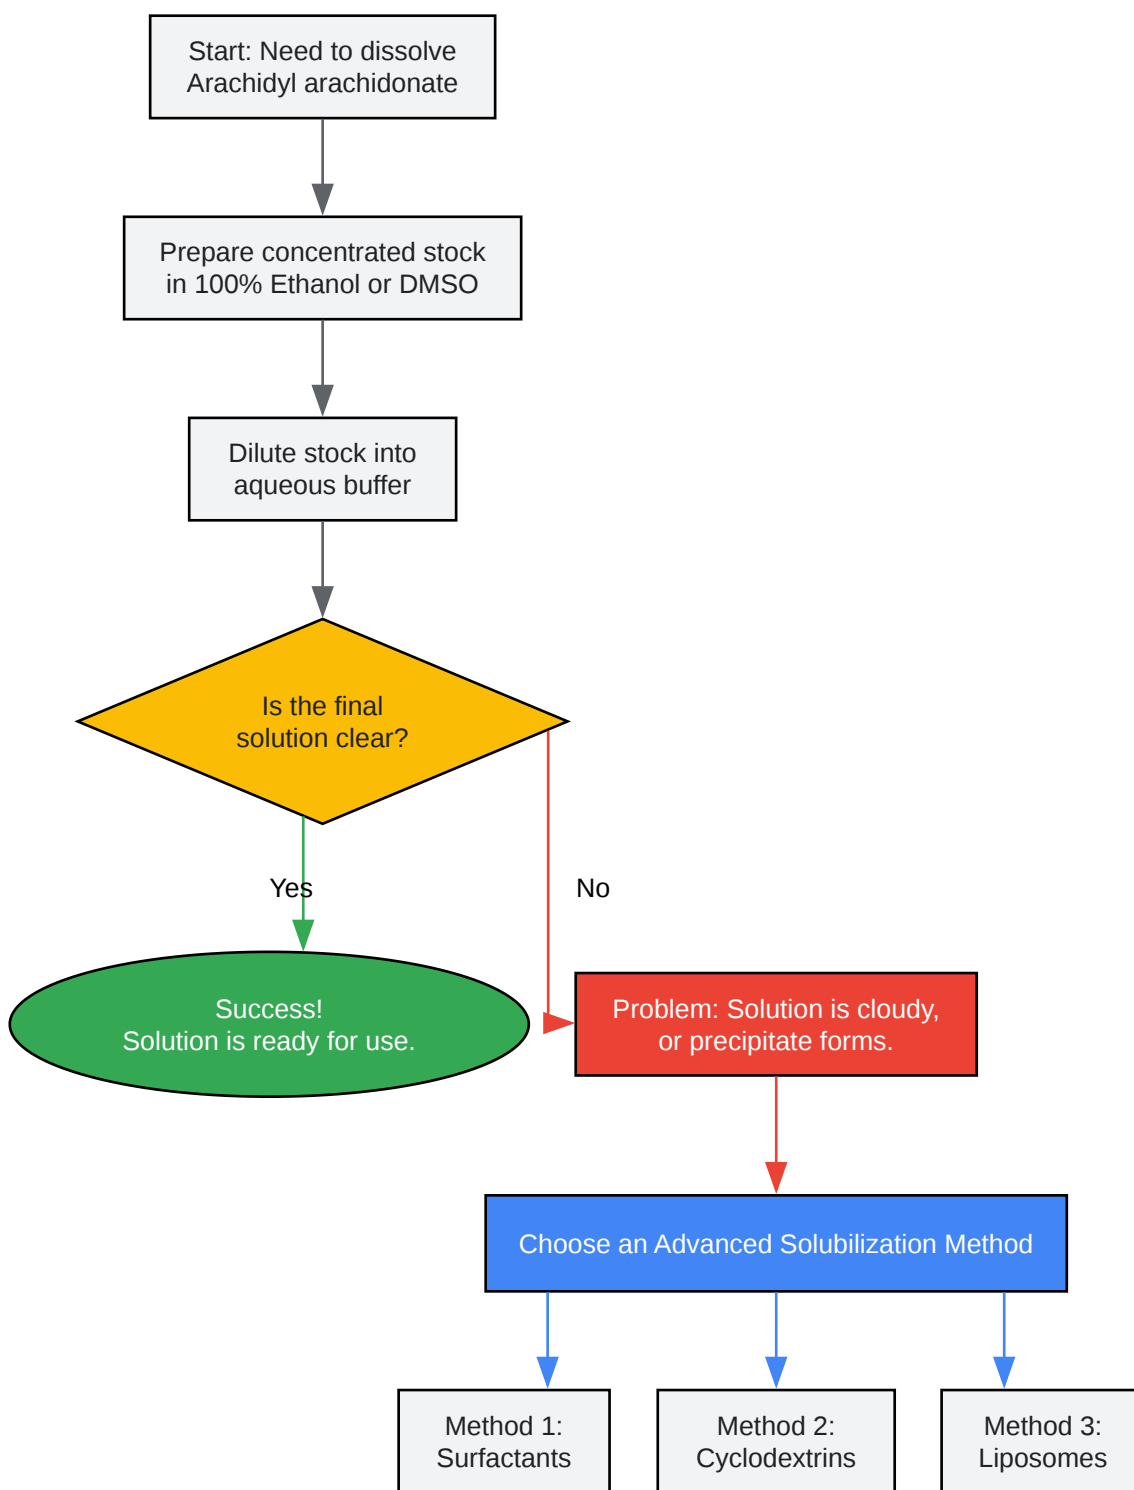 Start: Need to dissolve
Arachidyl arachidonate
Prepare concentrated stock
in 100% Ethanol or DMSO
Dilute stock into
aqueous buffer
Is the final
solution clear?
Yes
No
Success!
Solution is ready for use.
Problem: Solution is cloudy,
or precipitate forms.
Choose an Advanced Solubilization Method
Method 1:
Surfactants
Method 2:
Cyclodextrins
Method 3:
Liposomes